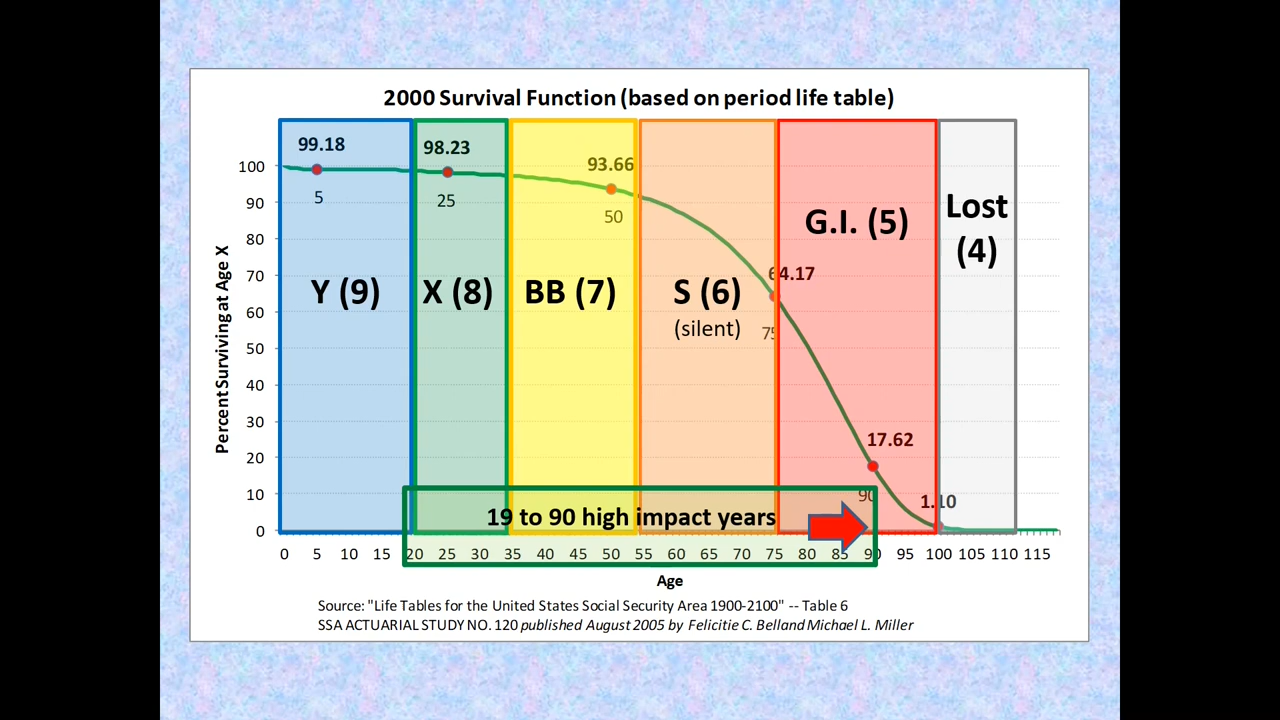 2000 Survival Function (based on period life table)
99.18
98.23
93.66
5
25
50
Lost
(4)
G.I. (5)
64.17
75
Y (9)
X (8)
BB (7)
S (6)
(silent)
17.62
90
1.10
19 to 90 high impact years
Percent Surviving at Age X
100
90
80
70
60
50
40
30
20
10
0
0 5 10 15 20 25 30 35 40 45 50 55 60 65 70 75 80 85 90 95 100 105 110 115
Age
Source: "Life Tables for the United States Social Security Area 1900-2100" -- Table 6
SSA ACTUARIAL STUDY NO. 120 published August 2005 by Felicitie C. Bell and Michael L. Miller